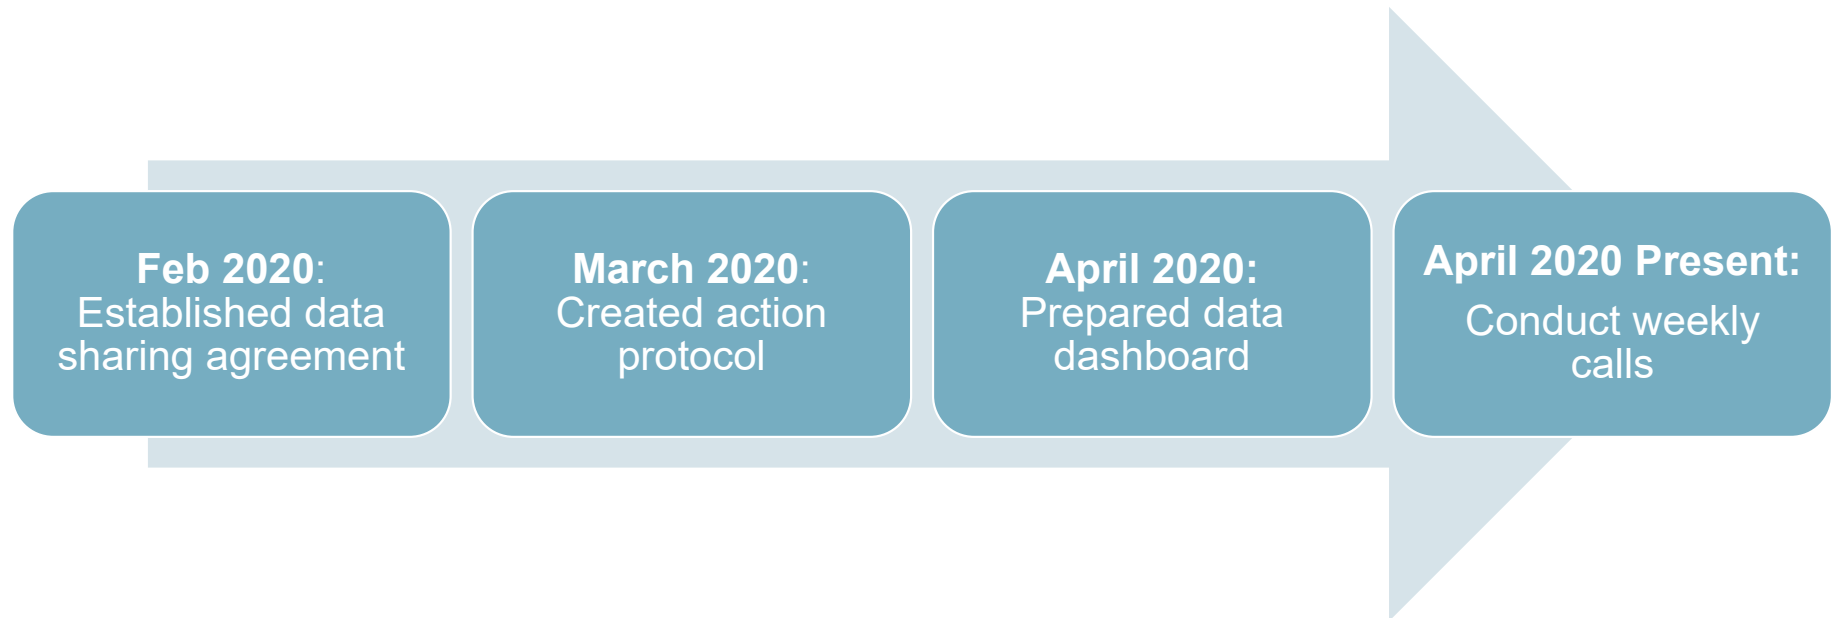 Feb 2020:
Established data
sharing agreement
March 2020:
Created action
protocol
April 2020:
Prepared data
dashboard
April 2020 Present:
Conduct weekly
calls